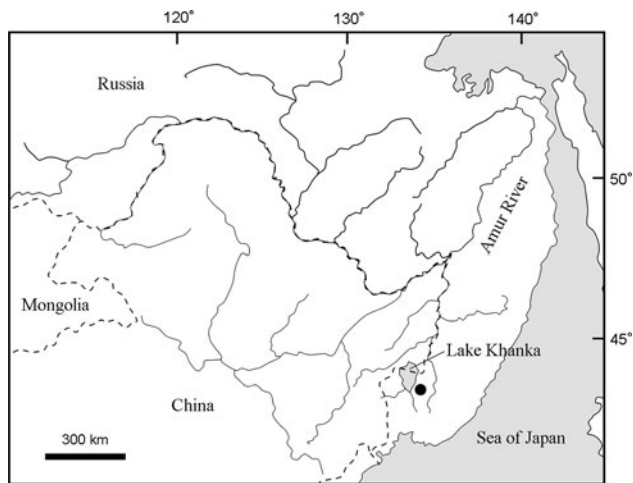 120°
130°
140°
Russia
50°
Amur River
Mongolia
45°
Lake Khanka
China
300 km
Sea of Japan